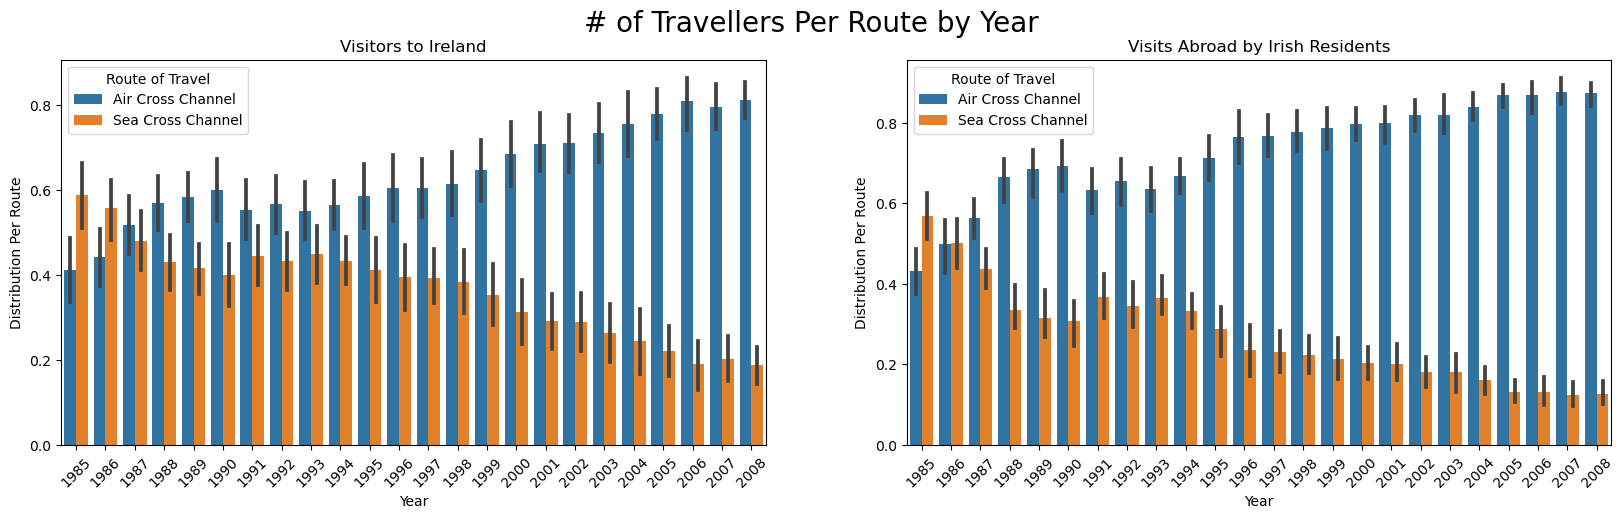 # of Travellers Per Route by Year
Visitors to Ireland
Route of Travel
Air Cross Channel
Sea Cross Channel
Distribution Per Route
0.8
0.6
0.4
0.2
0.0
1985 1986 1987 1988 1989 1990 1991 1992 1993 1994 1995 1996 1997 1998 1999 2000 2001 2002 2003 2004 2005 2006 2007 2008
Year
Visits Abroad by Irish Residents
Route of Travel
Air Cross Channel
Sea Cross Channel
Distribution Per Route
0.8
0.6
0.4
0.2
0.0
1985 1986 1987 1988 1989 1990 1991 1992 1993 1994 1995 1996 1997 1998 1999 2000 2001 2002 2003 2004 2005 2006 2007 2008
Year